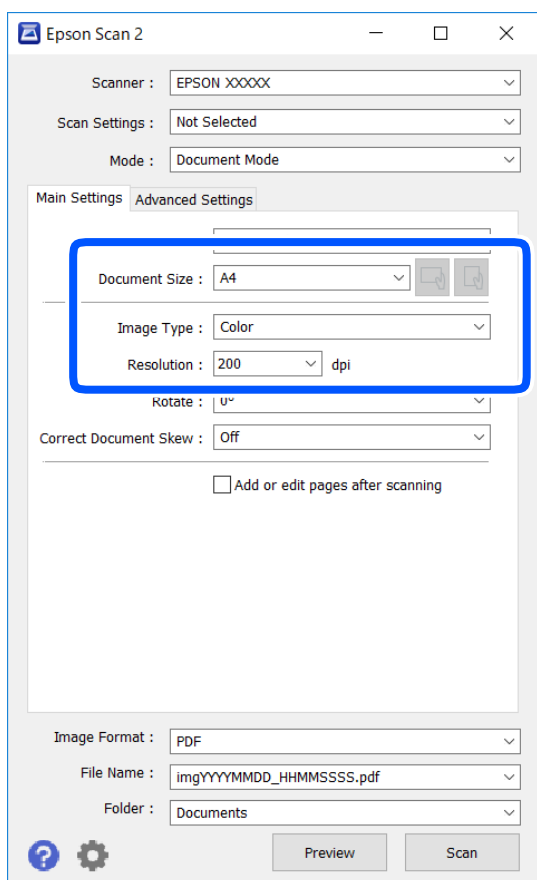 Epson Scan 2
Scanner : EPSON XXXXX
Scan Settings : Not Selected
Mode : Document Mode
Main Settings Advanced Settings
Document Size : A4
Image Type : Color
Resolution : 200 dpi
Rotate : 0°
Correct Document Skew : Off
Add or edit pages after scanning
Image Format : PDF
File Name : imgYYYYMMDD_HHMMSSSS.pdf
Folder : Documents
? Preview Scan